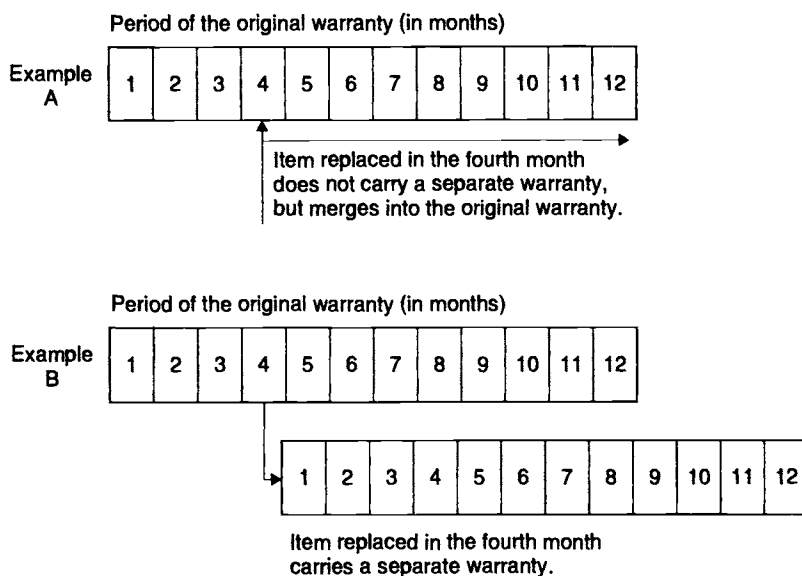 Period of the original warranty (in months)
Example
A
1 2 3 4 5 6 7 8 9 10 11 12
Item replaced in the fourth month
does not carry a separate warranty,
but merges into the original warranty.
Period of the original warranty (in months)
Example
B
1 2 3 4 5 6 7 8 9 10 11 12
1 2 3 4 5 6 7 8 9 10 11 12
Item replaced in the fourth month
carries a separate warranty.